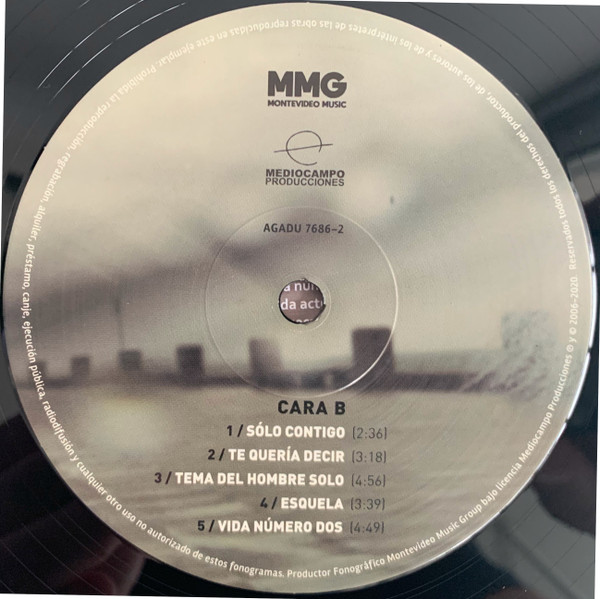 MMG
MONTEVIDEO MUSIC
MEDIOCAMPO
PRODUCCIONES
AGADU 7686-2
a núm
da actu
CARA B
1 / SÓLO CONTIGO (2:36)
2 / TE QUERÍA DECIR (3:18)
3 / TEMA DEL HOMBRE SOLO (4:56)
4 / ESQUELA (3:39)
5 / VIDA NÚMERO DOS (4:49)
Reservados todos los derechos del productor, de los autores y de los intérpretes de las obras reproducidas en este ejemplar. Prohibida la reproducción, regrabación, alquiler, préstamo, canje, ejecución pública, radiodifusión y cualquier otro uso no autorizado de estos fonogramas. Productor Fonográfico Montevideo Music Group bajo licencia Mediocampo Producciones ℗ y © 2006-2020.